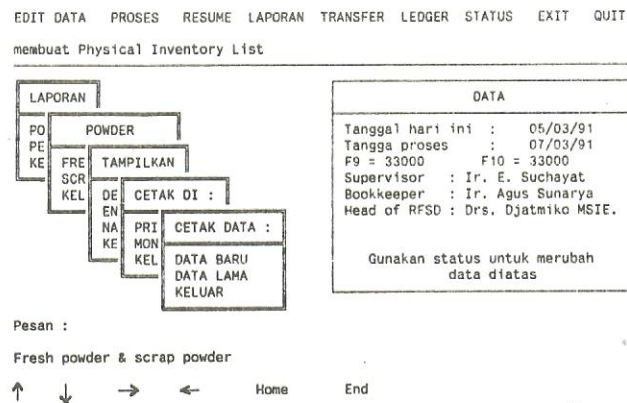 EDIT DATA PROSES RESUME LAPORAN TRANSFER LEDGER STATUS EXIT QUIT
membuat Physical Inventory List
LAPORAN
PO
PE
KE
POWDER
FRE
SCR
KEL
TAMPILKAN
DE
EN
NA
KE
CETAK DI :
PRI
MON
KEL
CETAK DATA :
DATA BARU
DATA LAMA
KELUAR
DATA
Tanggal hari ini : 05/03/91
Tangga proses : 07/03/91
F9 = 33000 F10 = 33000
Supervisor : Ir. E. Suchayat
Bookkeeper : Ir. Agus Sunarya
Head of RFSD : Drs. Djatmiko MSIE.
Gunakan status untuk merubah
data diatas
Pesan :
Fresh powder & scrap powder
↑ ↓ → ← Home End